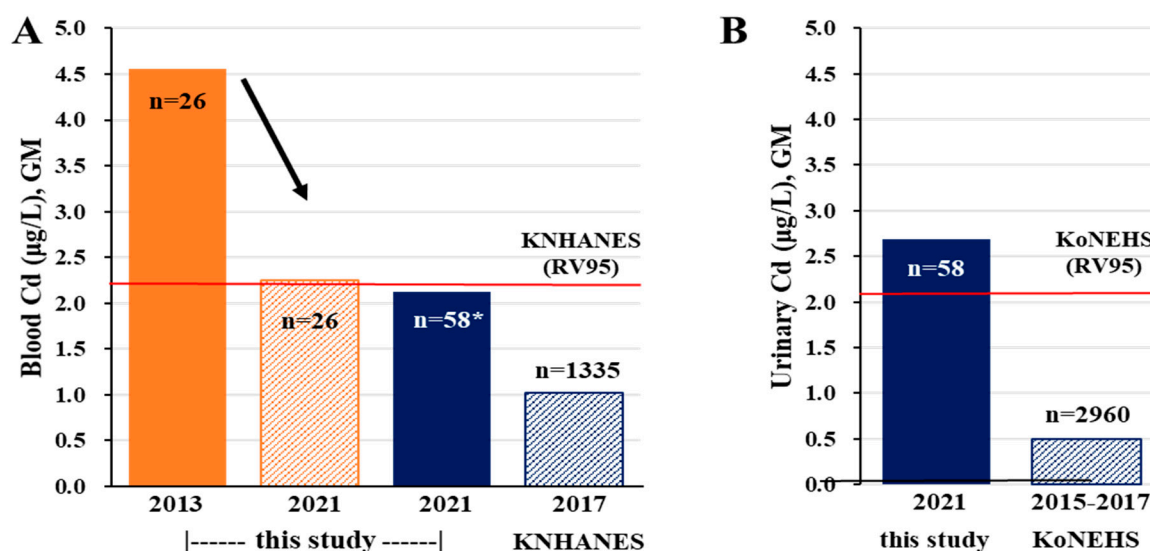 A
Blood Cd (µg/L), GM
5.0
4.5
4.0
3.5
3.0
2.5
2.0
1.5
1.0
0.5
0.0
n=26
n=26
n=58*
n=1335
KNHANES
(RV95)
2013 2021 2021 2017
|------ this study ------| KNHANES
B
Urinary Cd (µg/L), GM
5.0
4.5
4.0
3.5
3.0
2.5
2.0
1.5
1.0
0.5
0.0
n=58
n=2960
KoNEHS
(RV95)
2021 2015-2017
this study KoNEHS